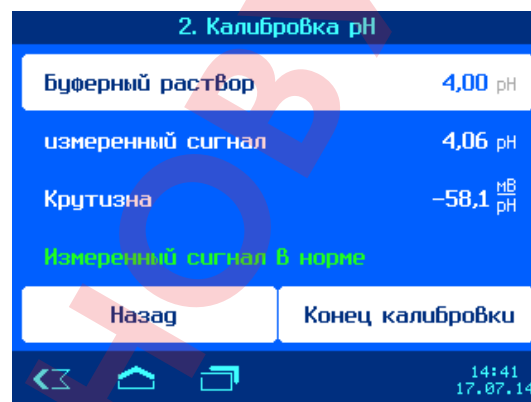 2. Калибровка pH
Буферный раствор 4,00 pH
измеренный сигнал 4,06 pH
Крутизна -58,1 мВ/pH
Измеренный сигнал в норме
Назад Конец калибровки
14:41
17.07.14